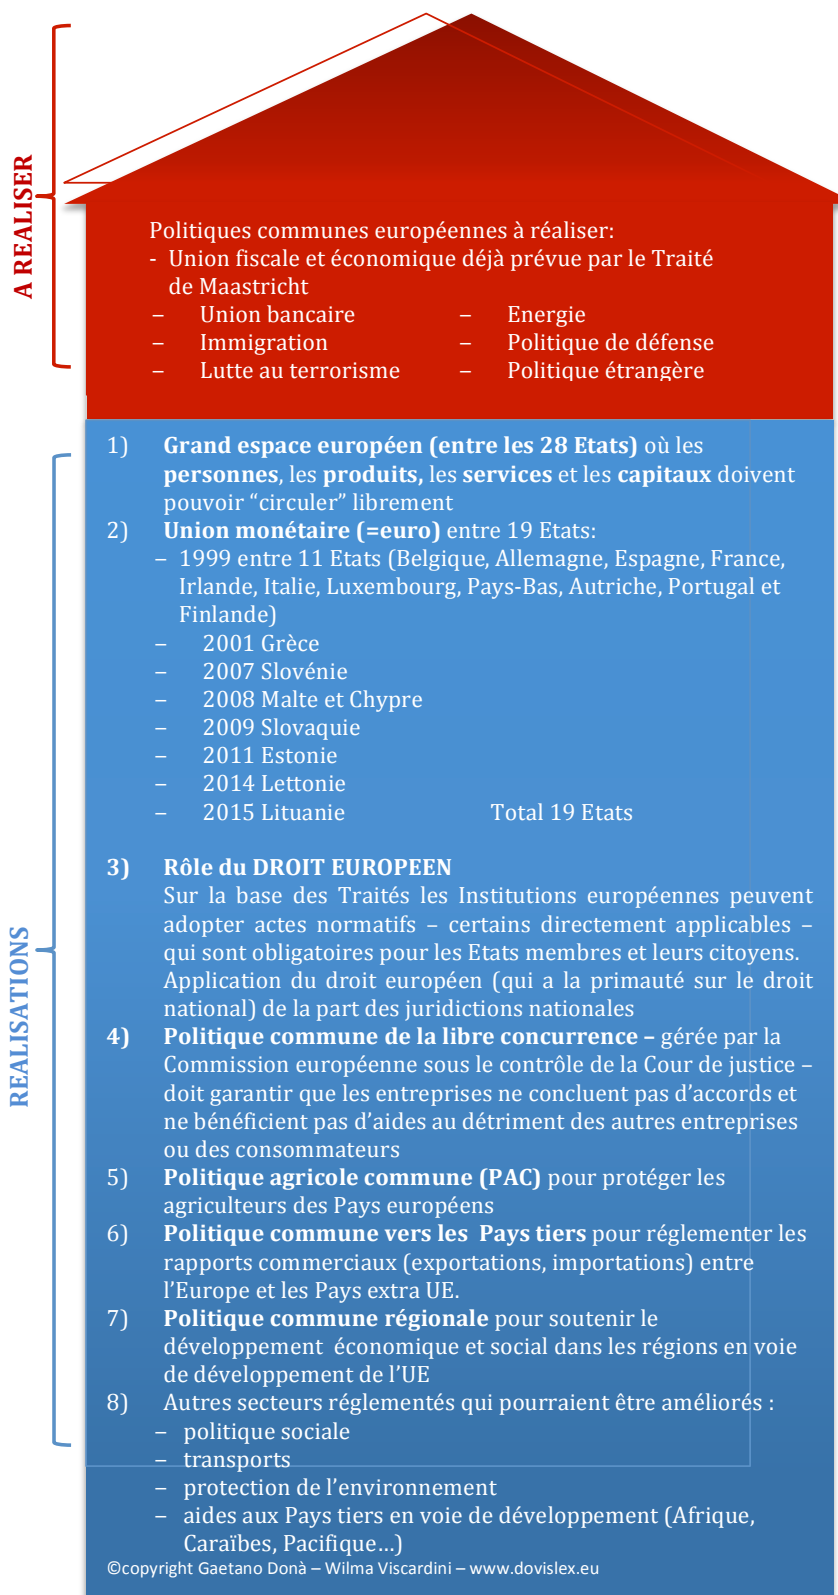 A REALISER
Politiques communes européennes à réaliser:
- Union fiscale et économique déjà prévue par le Traité
de Maastricht
– Union bancaire – Energie
– Immigration – Politique de défense
– Lutte au terrorisme – Politique étrangère
REALISATIONS
1) Grand espace européen (entre les 28 Etats) où les
personnes, les produits, les services et les capitaux doivent
pouvoir “circuler” librement
2) Union monétaire (=euro) entre 19 Etats:
– 1999 entre 11 Etats (Belgique, Allemagne, Espagne, France,
Irlande, Italie, Luxembourg, Pays-Bas, Autriche, Portugal et
Finlande)
– 2001 Grèce
– 2007 Slovénie
– 2008 Malte et Chypre
– 2009 Slovaquie
– 2011 Estonie
– 2014 Lettonie
– 2015 Lituanie Total 19 Etats
3) Rôle du DROIT EUROPEEN
Sur la base des Traités les Institutions européennes peuvent
adopter actes normatifs – certains directement applicables –
qui sont obligatoires pour les Etats membres et leurs citoyens.
Application du droit européen (qui a la primauté sur le droit
national) de la part des juridictions nationales
4) Politique commune de la libre concurrence – gérée par la
Commission européenne sous le contrôle de la Cour de justice –
doit garantir que les entreprises ne concluent pas d’accords et
ne bénéficient pas d’aides au détriment des autres entreprises
ou des consommateurs
5) Politique agricole commune (PAC) pour protéger les
agriculteurs des Pays européens
6) Politique commune vers les Pays tiers pour réglementer les
rapports commerciaux (exportations, importations) entre
l’Europe et les Pays extra UE.
7) Politique commune régionale pour soutenir le
développement économique et social dans les régions en voie
de développement de l’UE
8) Autres secteurs réglementés qui pourraient être améliorés :
– politique sociale
– transports
– protection de l’environnement
– aides aux Pays tiers en voie de développement (Afrique,
Caraïbes, Pacifique…)
©copyright Gaetano Donà – Wilma Viscardini – www.dovislex.eu